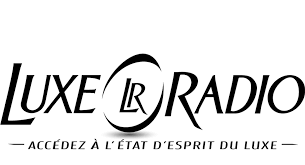 LUXE LR RADIO
ACCÉDEZ À L'ÉTAT D'ESPRIT DU LUXE